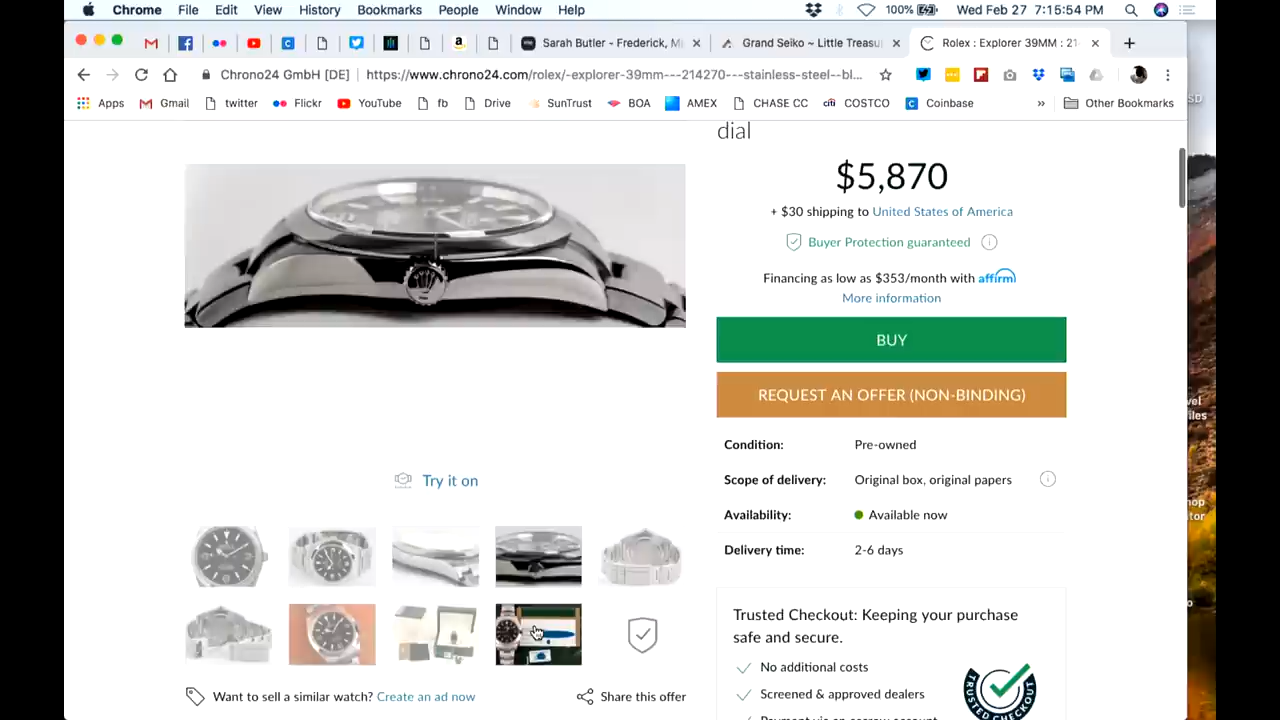 Chrome File Edit View History Bookmarks People Window Help 100% Wed Feb 27 7:15:54 PM
Sarah Butler - Frederick, M
Grand Seiko ~ Little Treasu
Rolex : Explorer 39MM : 21
Chrono24 GmbH [DE] https://www.chrono24.com/rolex/-explorer-39mm---214270---stainless-steel--bl...
Apps Gmail twitter Flickr YouTube fb Drive SunTrust BOA AMEX CHASE CC COSTCO Coinbase » Other Bookmarks
dial
$5,870
+ $30 shipping to United States of America
Buyer Protection guaranteed
Financing as low as $353/month with affirm
More information
BUY
REQUEST AN OFFER (NON-BINDING)
Condition: Pre-owned
Scope of delivery: Original box, original papers
Availability: Available now
Delivery time: 2-6 days
Try it on
Trusted Checkout: Keeping your purchase
safe and secure.
No additional costs
Screened & approved dealers
Payment via an escrow account
TRUSTED CHECKOUT
Want to sell a similar watch? Create an ad now
Share this offer